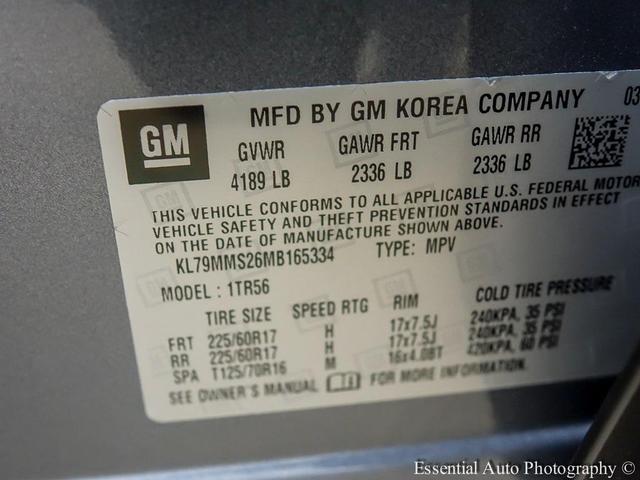 MFD BY GM KOREA COMPANY 03
GM
GVWR GAWR FRT GAWR RR
4189 LB 2336 LB 2336 LB
THIS VEHICLE CONFORMS TO ALL APPLICABLE U.S. FEDERAL MOTOR
VEHICLE SAFETY AND THEFT PREVENTION STANDARDS IN EFFECT
ON THE DATE OF MANUFACTURE SHOWN ABOVE.
KL79MMS26MB165334 TYPE: MPV
MODEL: 1TR56
TIRE SIZE SPEED RTG RIM COLD TIRE PRESSURE
FRT 225/60R17 H 17x7.5J 240KPA, 35 PSI
RR 225/60R17 H 17x7.5J 240KPA, 35 PSI
SPA T125/70R16 M 16x4.0BT 420KPA, 60 PSI
SEE OWNER'S MANUAL FOR MORE INFORMATION.
Essential Auto Photography ©